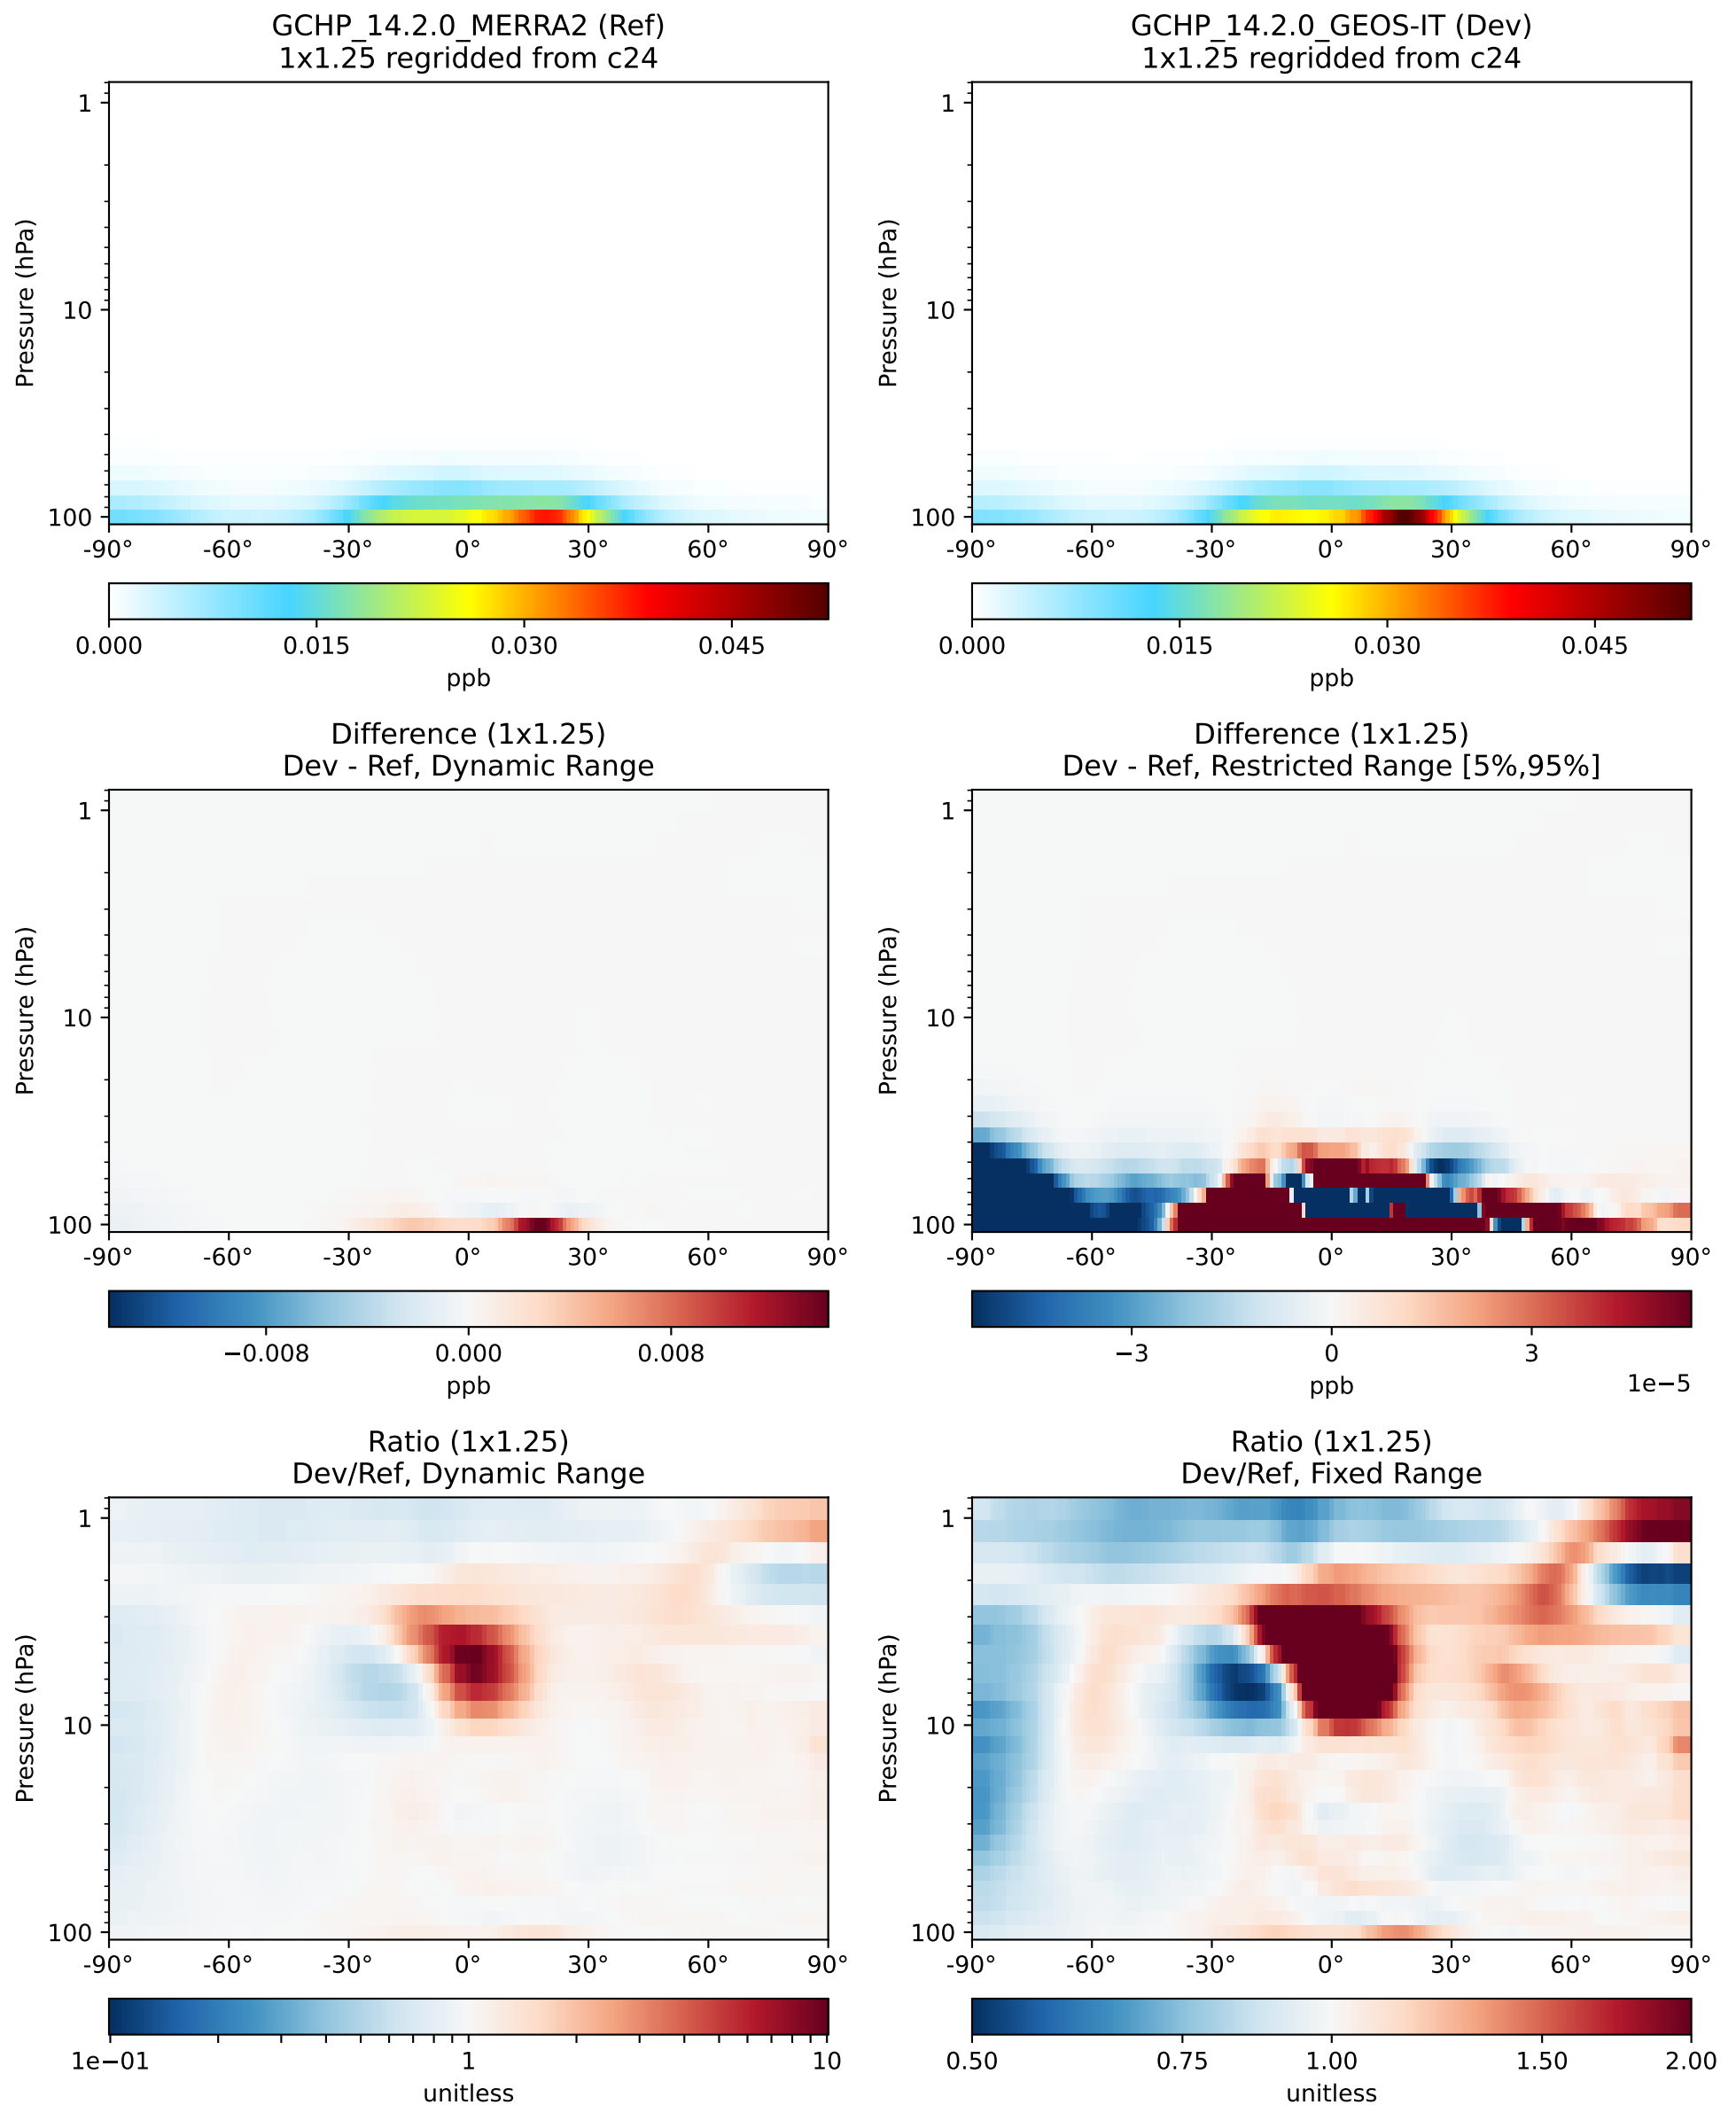 GCHP_14.2.0_MERRA2 (Ref)
1x1.25 regridded from c24
Pressure (hPa)
1
10
100
-90° -60° -30° 0° 30° 60° 90°
0.000 0.015 0.030 0.045
ppb
GCHP_14.2.0_GEOS-IT (Dev)
1x1.25 regridded from c24
Pressure (hPa)
1
10
100
-90° -60° -30° 0° 30° 60° 90°
0.000 0.015 0.030 0.045
ppb
Difference (1x1.25)
Dev - Ref, Dynamic Range
Pressure (hPa)
1
10
100
-90° -60° -30° 0° 30° 60° 90°
−0.008 0.000 0.008
ppb
Difference (1x1.25)
Dev - Ref, Restricted Range [5%,95%]
Pressure (hPa)
1
10
100
-90° -60° -30° 0° 30° 60° 90°
−3 0 3
1e−5
ppb
Ratio (1x1.25)
Dev/Ref, Dynamic Range
Pressure (hPa)
1
10
100
-90° -60° -30° 0° 30° 60° 90°
1e−01 1 10
unitless
Ratio (1x1.25)
Dev/Ref, Fixed Range
Pressure (hPa)
1
10
100
-90° -60° -30° 0° 30° 60° 90°
0.50 0.75 1.00 1.50 2.00
unitless